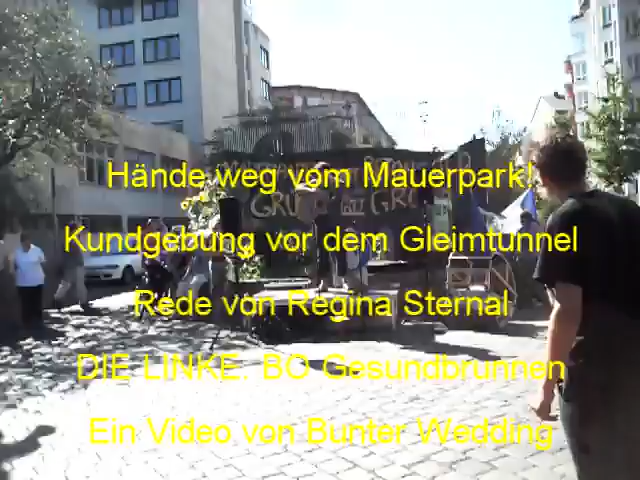 Hände weg vom Mauerpark!
Kundgebung vor dem Gleimtunnel
Rede von Regina Sternal
DIE LINKE. BO Gesundbrunnen
Ein Video von Bunter Wedding